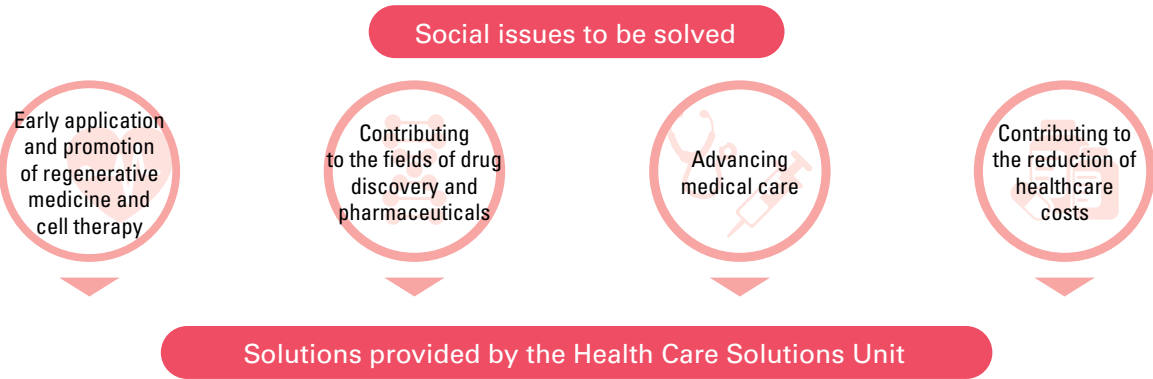 Social issues to be solved
Early application
and promotion
of regenerative
medicine and
cell therapy
Contributing
to the fields of drug
discovery and
pharmaceuticals
Advancing
medical care
Contributing to
the reduction of
healthcare
costs
Solutions provided by the Health Care Solutions Unit